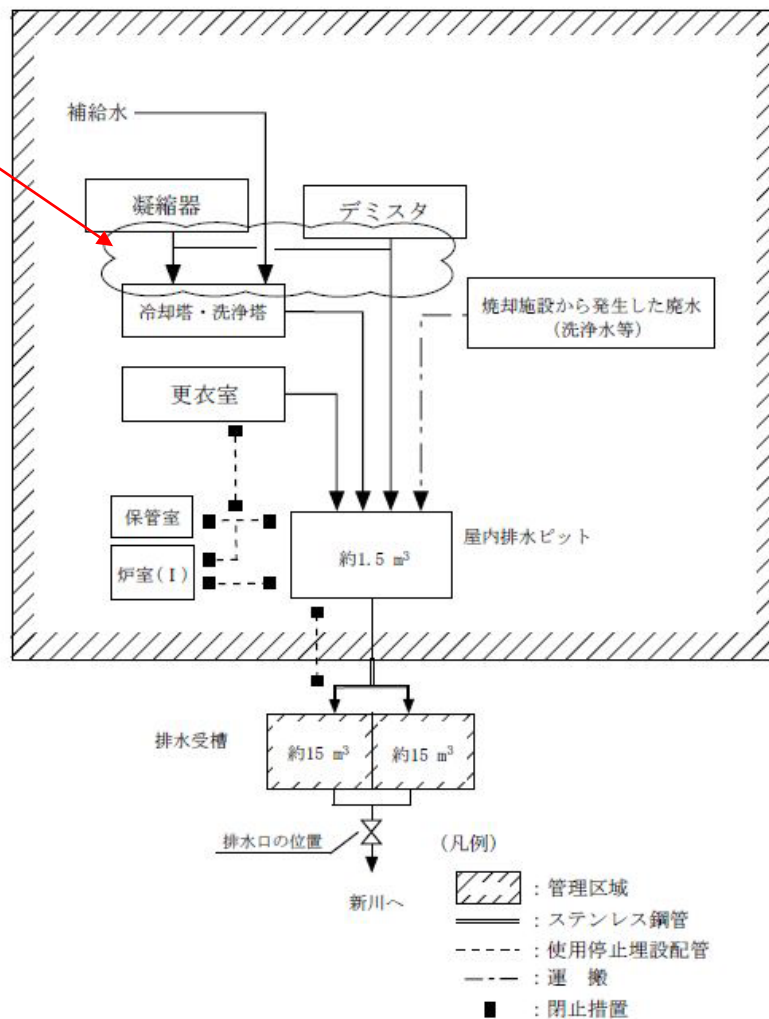 補給水
凝縮器
デミスタ
冷却塔・洗浄塔
焼却施設から発生した廃水
(洗浄水等)
更衣室
保管室
炉室(Ⅰ)
約1.5 m³
屋内排水ピット
排水受槽
約15 m³
約15 m³
排水口の位置
新川へ
(凡例)
：管理区域
：ステンレス鋼管
：使用停止埋設配管
：運　搬
：閉止措置